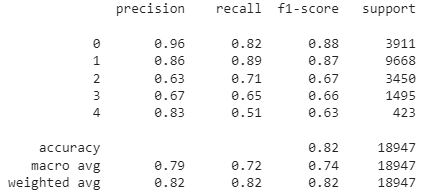 precision recall f1-score support
0 0.96 0.82 0.88 3911
1 0.86 0.89 0.87 9668
2 0.63 0.71 0.67 3450
3 0.67 0.65 0.66 1495
4 0.83 0.51 0.63 423
accuracy 0.82 18947
macro avg 0.79 0.72 0.74 18947
weighted avg 0.82 0.82 0.82 18947